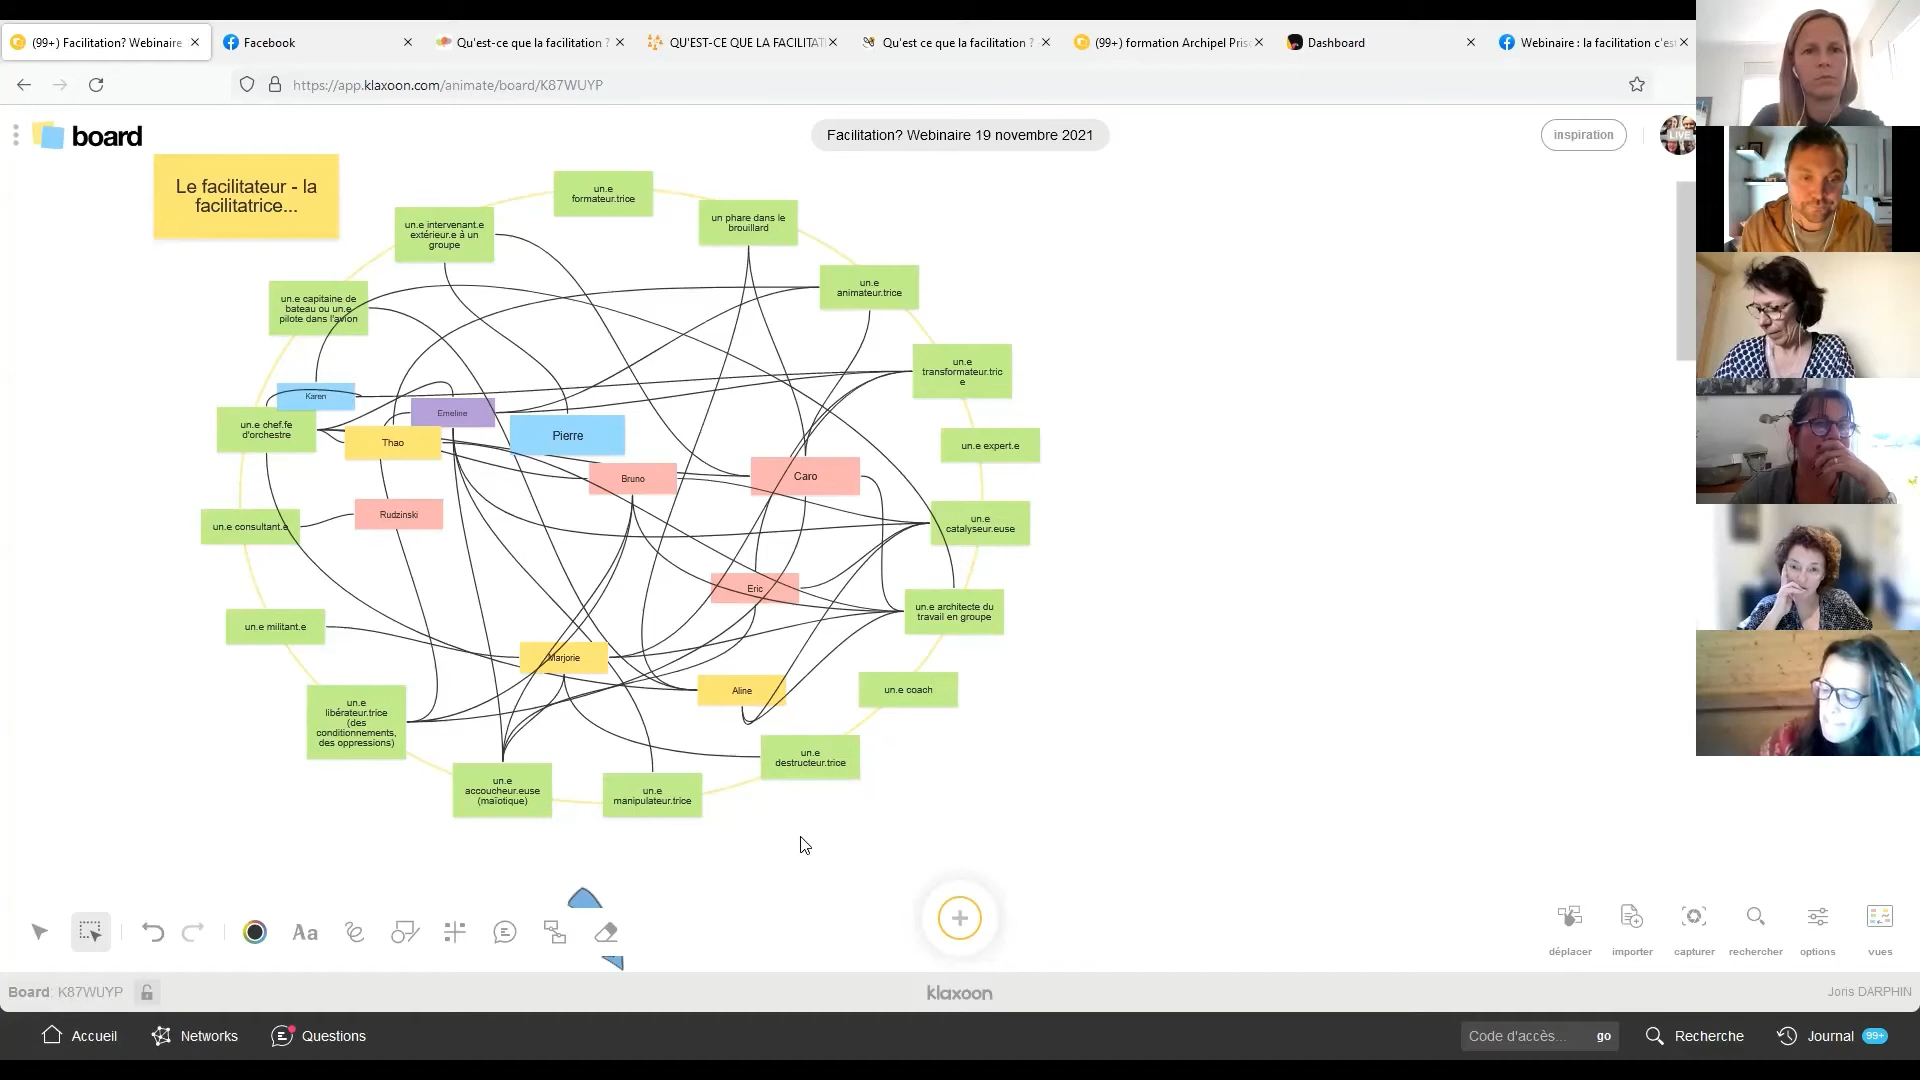 (99+) Facilitation? Webinaire
Facebook
Qu'est-ce que la facilitation ?
QU'EST-CE QUE LA FACILITAT
Qu'est ce que la facilitation ?
(99+) formation Archipel Pris
Dashboard
Webinaire : la facilitation c'es
https://app.klaxoon.com/animate/board/K87WUYP
board
Facilitation? Webinaire 19 novembre 2021
inspiration
LIVE
Le facilitateur - la
facilitatrice...
un.e
formateur.trice
un phare dans le
brouillard
un.e intervenant.e
extérieur.e à un
groupe
un.e
animateur.trice
un.e capitaine de
bateau ou un.e
pilote dans l'avion
un.e
transformateur.tric
e
Karen
Emeline
un.e chef.fe
d'orchestre
Thao
Pierre
un.e expert.e
Bruno
Caro
Rudzinski
un.e consultant.e
un.e
catalyseur.euse
Eric
un.e architecte du
travail en groupe
un.e militant.e
Marjorie
Aline
un.e coach
un.e
libérateur.trice
(des
conditionnements,
des oppressions)
un.e
destructeur.trice
un.e
accoucheur.euse
(maïotique)
un.e
manipulateur.trice
Aa
déplacer
importer
capturer
rechercher
options
vues
Board: K87WUYP
klaxoon
Joris DARPHIN
Accueil
Networks
Questions
Code d'accès...
go
Recherche
Journal
99+